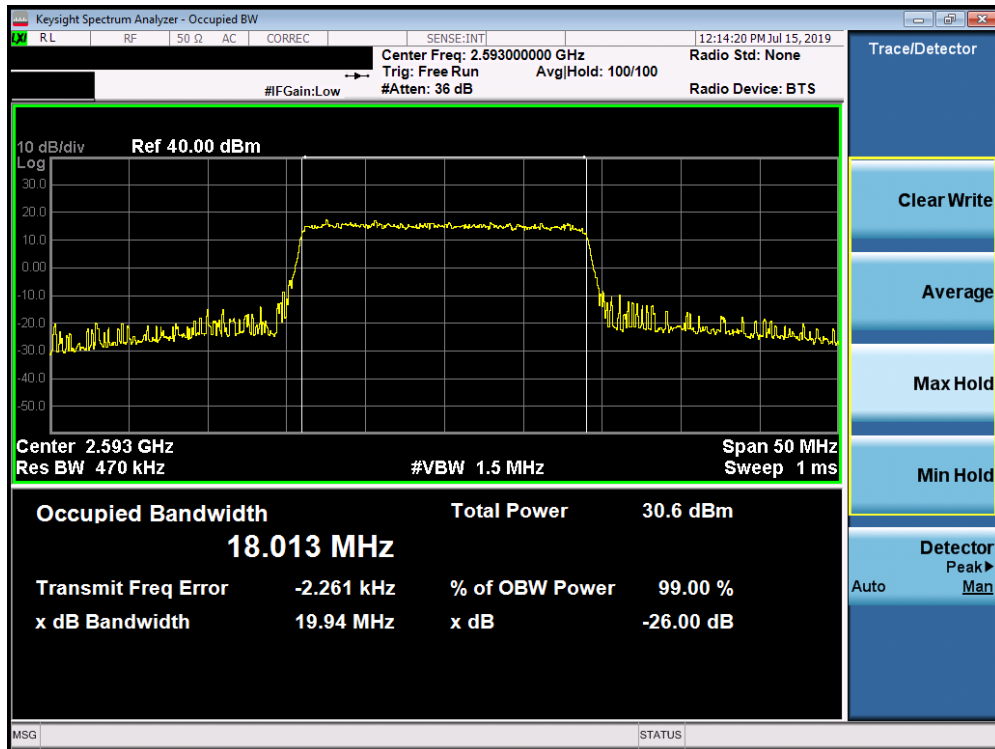 Keysight Spectrum Analyzer - Occupied BW
LXI RL RF 50 Ω AC CORREC SENSE:INT 12:14:20 PM Jul 15, 2019
Center Freq: 2.593000000 GHz Radio Std: None
Trig: Free Run Avg|Hold: 100/100
#IFGain:Low #Atten: 36 dB Radio Device: BTS
10 dB/div Ref 40.00 dBm
Log
30.0
20.0
10.0
0.00
-10.0
-20.0
-30.0
-40.0
-50.0
Center 2.593 GHz Span 50 MHz
Res BW 470 kHz #VBW 1.5 MHz Sweep 1 ms
Occupied Bandwidth Total Power 30.6 dBm
18.013 MHz
Transmit Freq Error -2.261 kHz % of OBW Power 99.00 %
x dB Bandwidth 19.94 MHz x dB -26.00 dB
MSG STATUS
Trace/Detector
Clear Write
Average
Max Hold
Min Hold
Detector
Peak▶
Auto Man